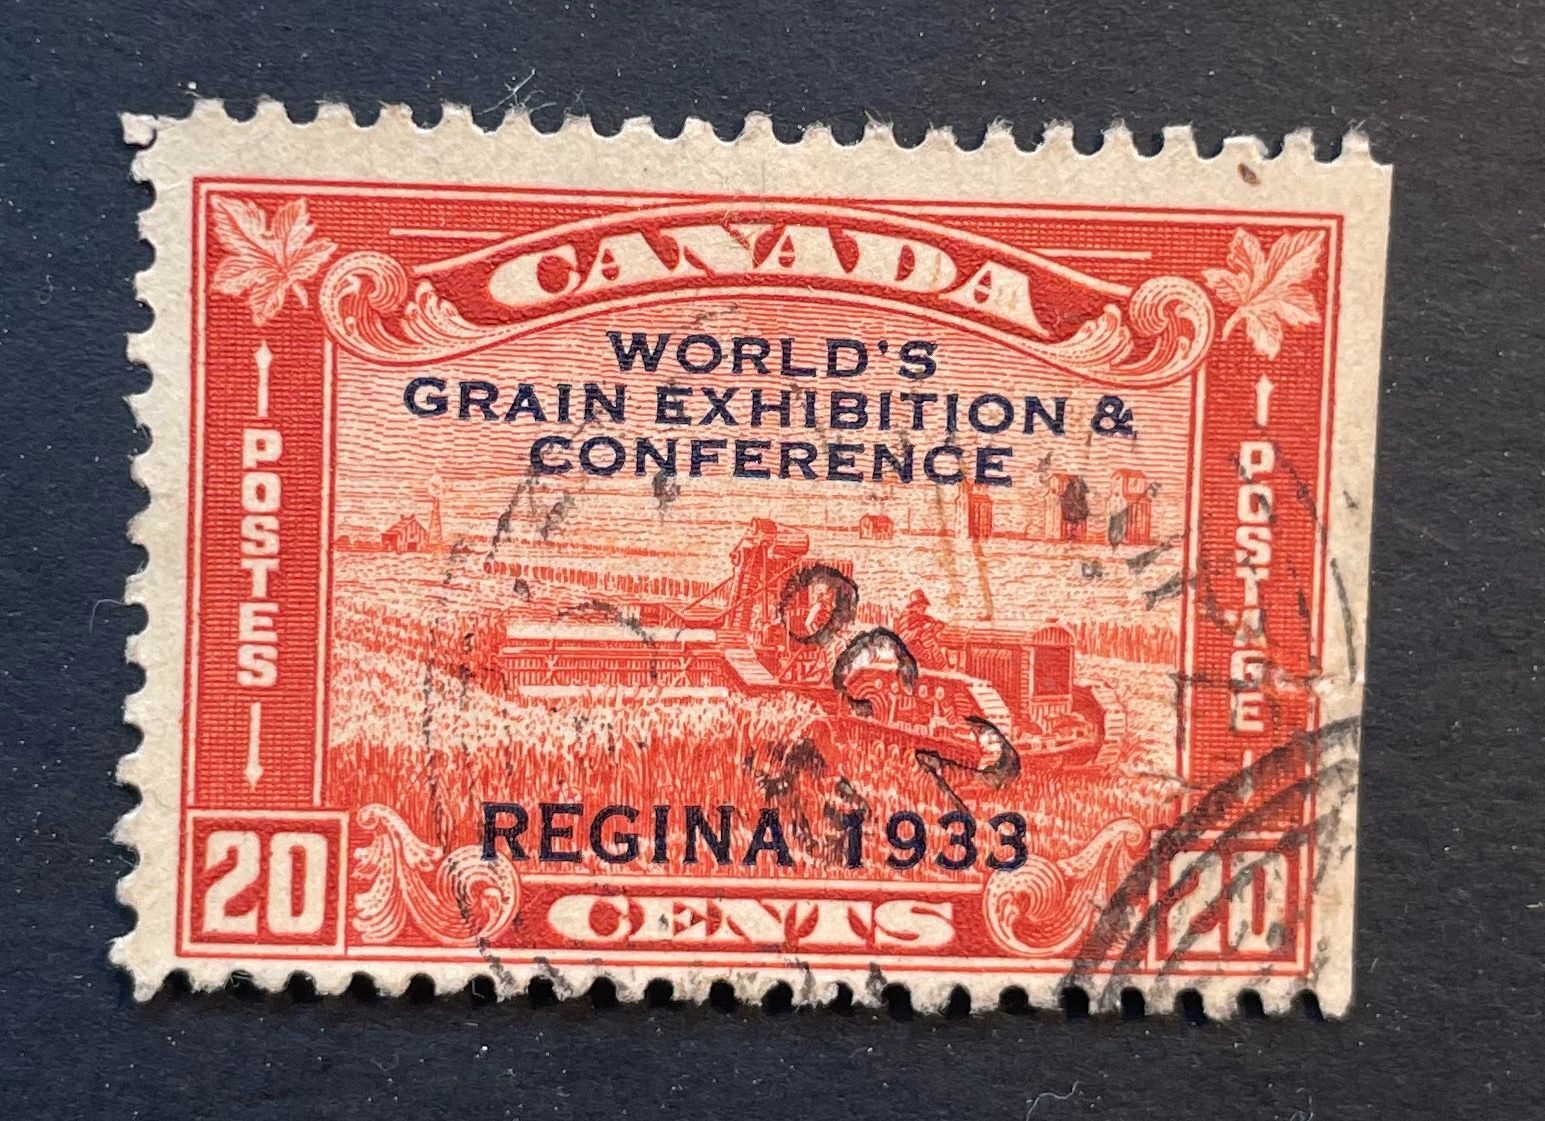 CANADA
WORLD'S
GRAIN EXHIBITION &
CONFERENCE
POSTES
POSTAGE
REGINA 1933
20
CENTS
20